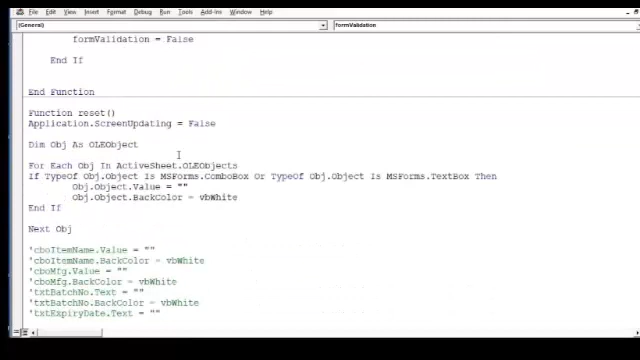 File Edit View Insert Format Debug Run Tools Add-Ins Window Help
(General) formValidation
formValidation = False
End If
End Function
Function reset()
Application.ScreenUpdating = False
Dim Obj As OLEObject
For Each Obj In ActiveSheet.OLEObjects
If TypeOf Obj.Object Is MSForms.ComboBox Or TypeOf Obj.Object Is MSForms.TextBox Then
Obj.Object.Value = ""
Obj.Object.BackColor = vbWhite
End If
Next Obj
'cboItemName.Value = ""
'cboItemName.BackColor = vbWhite
'cboMfg.Value = ""
'cboMfg.BackColor = vbWhite
'txtBatchNo.Text = ""
'txtBatchNo.BackColor = vbWhite
'txtExpiryDate.Text = ""